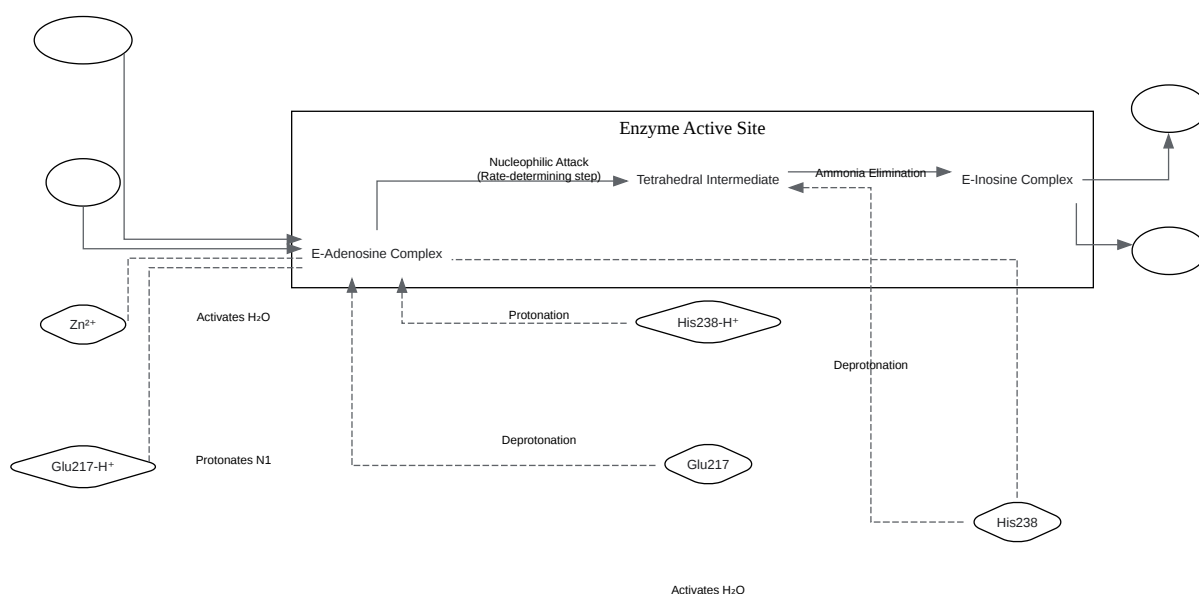 Enzyme Active Site
Nucleophilic Attack
(Rate-determining step)
Tetrahedral Intermediate
Ammonia Elimination
E-Inosine Complex
E-Adenosine Complex
Zn²⁺
Activates H₂O
Protonation
His238-H⁺
Deprotonation
Deprotonation
Glu217-H⁺
Protonates N1
Glu217
His238
Activates H₂O